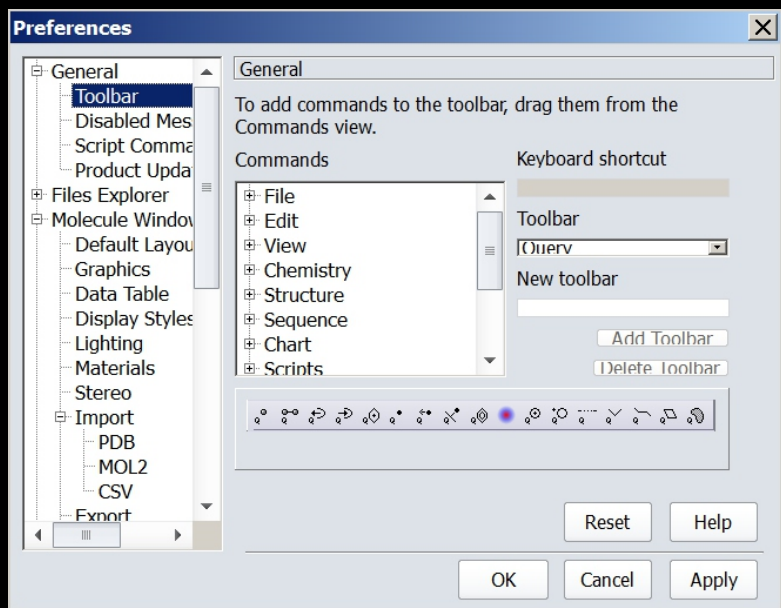 Preferences
General
Toolbar
Disabled Mes
Script Comma
Product Upda
Files Explorer
Molecule Window
Default Layou
Graphics
Data Table
Display Styles
Lighting
Materials
Stereo
Import
PDB
MOL2
CSV
Export
General
To add commands to the toolbar, drag them from the
Commands view.
Commands
File
Edit
View
Chemistry
Structure
Sequence
Chart
Scripts
Keyboard shortcut
Toolbar
Query
New toolbar
Add Toolbar
Delete Toolbar
Reset
Help
OK
Cancel
Apply